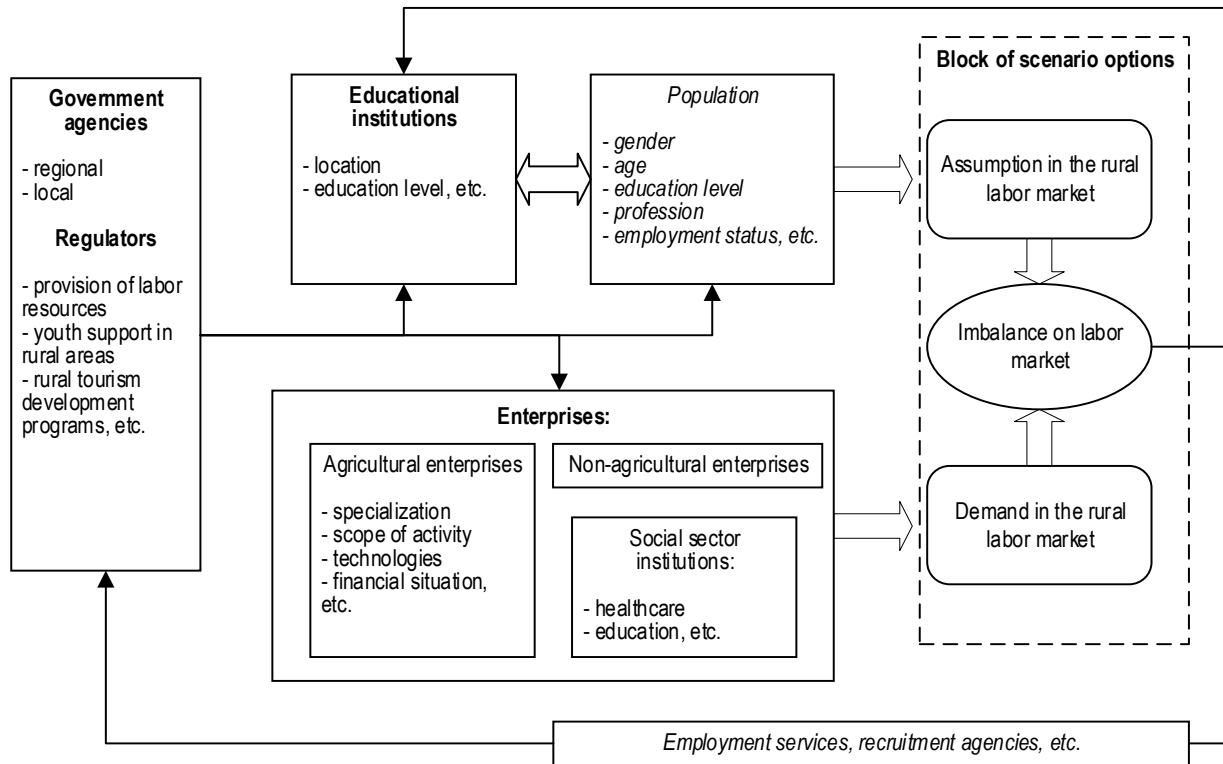 Government
agencies
- regional
- local
Regulators
- provision of labor
resources
- youth support in
rural areas
- rural tourism
development
programs, etc.
Educational
institutions
- location
- education level, etc.
Population
- gender
- age
- education level
- profession
- employment status, etc.
Block of scenario options
Assumption in the rural
labor market
Imbalance on labor
market
Demand in the rural
labor market
Enterprises:
Agricultural enterprises
- specialization
- scope of activity
- technologies
- financial situation,
etc.
Non-agricultural enterprises
Social sector
institutions:
- healthcare
- education, etc.
Employment services, recruitment agencies, etc.